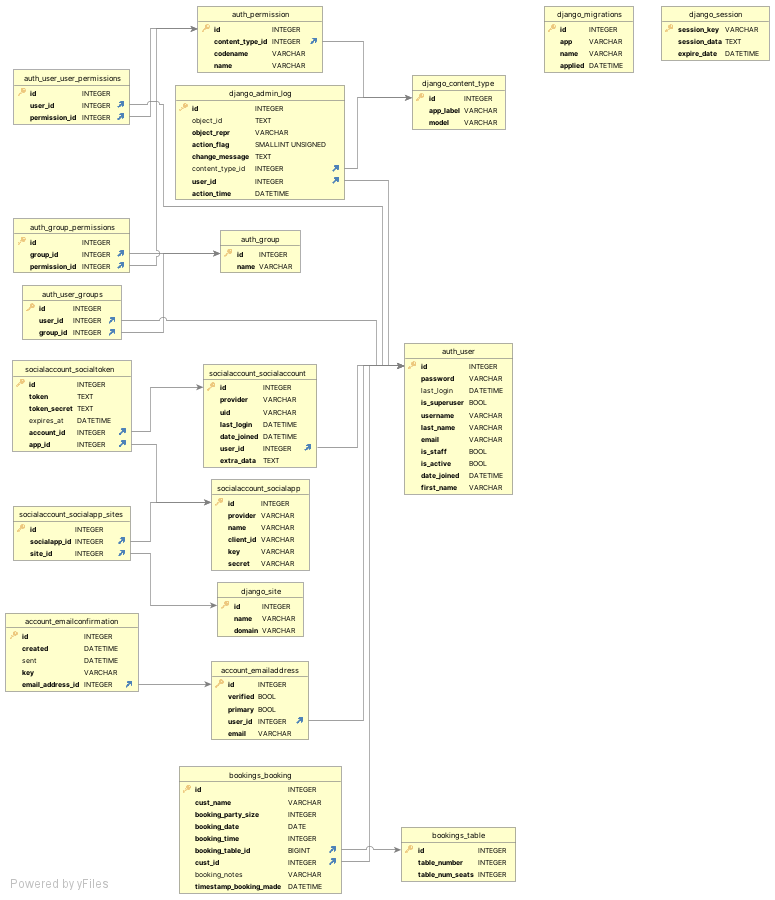 auth_permission
id INTEGER
content_type_id INTEGER
codename VARCHAR
name VARCHAR
django_migrations
id INTEGER
app VARCHAR
name VARCHAR
applied DATETIME
django_session
session_key VARCHAR
session_data TEXT
expire_date DATETIME
auth_user_user_permissions
id INTEGER
user_id INTEGER
permission_id INTEGER
django_admin_log
id INTEGER
object_id TEXT
object_repr VARCHAR
action_flag SMALLINT UNSIGNED
change_message TEXT
content_type_id INTEGER
user_id INTEGER
action_time DATETIME
django_content_type
id INTEGER
app_label VARCHAR
model VARCHAR
auth_group_permissions
id INTEGER
group_id INTEGER
permission_id INTEGER
auth_group
id INTEGER
name VARCHAR
auth_user_groups
id INTEGER
user_id INTEGER
group_id INTEGER
auth_user
id INTEGER
password VARCHAR
last_login DATETIME
is_superuser BOOL
username VARCHAR
last_name VARCHAR
email VARCHAR
is_staff BOOL
is_active BOOL
date_joined DATETIME
first_name VARCHAR
socialaccount_socialtoken
id INTEGER
token TEXT
token_secret TEXT
expires_at DATETIME
account_id INTEGER
app_id INTEGER
socialaccount_socialaccount
id INTEGER
provider VARCHAR
uid VARCHAR
last_login DATETIME
date_joined DATETIME
user_id INTEGER
extra_data TEXT
socialaccount_socialapp
id INTEGER
provider VARCHAR
name VARCHAR
client_id VARCHAR
key VARCHAR
secret VARCHAR
socialaccount_socialapp_sites
id INTEGER
socialapp_id INTEGER
site_id INTEGER
django_site
id INTEGER
name VARCHAR
domain VARCHAR
account_emailconfirmation
id INTEGER
created DATETIME
sent DATETIME
key VARCHAR
email_address_id INTEGER
account_emailaddress
id INTEGER
verified BOOL
primary BOOL
user_id INTEGER
email VARCHAR
bookings_booking
id INTEGER
cust_name VARCHAR
booking_party_size INTEGER
booking_date DATE
booking_time INTEGER
booking_table_id BIGINT
cust_id INTEGER
booking_notes VARCHAR
timestamp_booking_made DATETIME
bookings_table
id INTEGER
table_number INTEGER
table_num_seats INTEGER
Powered by yFiles